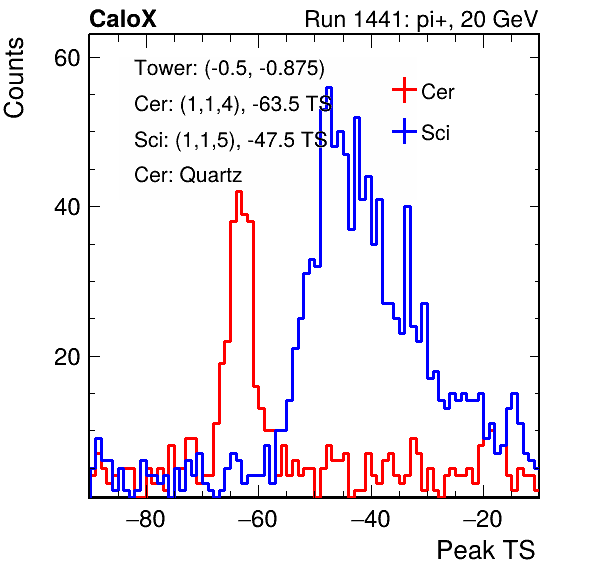 CaloX Run 1441: pi+, 20 GeV
Counts
60
40
20
Tower: (-0.5, -0.875)
Cer: (1,1,4), -63.5 TS
Sci: (1,1,5), -47.5 TS
Cer: Quartz
Cer
Sci
−80 −60 −40 −20
Peak TS